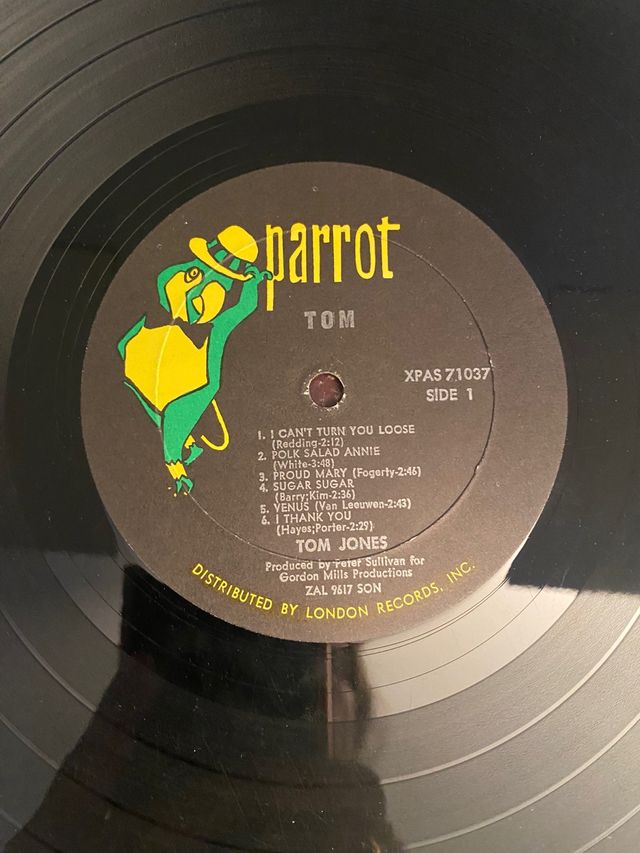 parrot
TOM
XPAS 71037
SIDE 1
1. I CAN'T TURN YOU LOOSE
(Redding-2:12)
2. POLK SALAD ANNIE
(White-3:48)
3. PROUD MARY (Fogerty-2:46)
4. SUGAR SUGAR
(Barry;Kim-2:36)
5. VENUS (Van Leeuwen-2:43)
6. I THANK YOU
(Hayes;Porter-2:29)
TOM JONES
Produced by Peter Sullivan for
Gordon Mills Productions
ZAL 9617 SON
DISTRIBUTED BY LONDON RECORDS, INC.